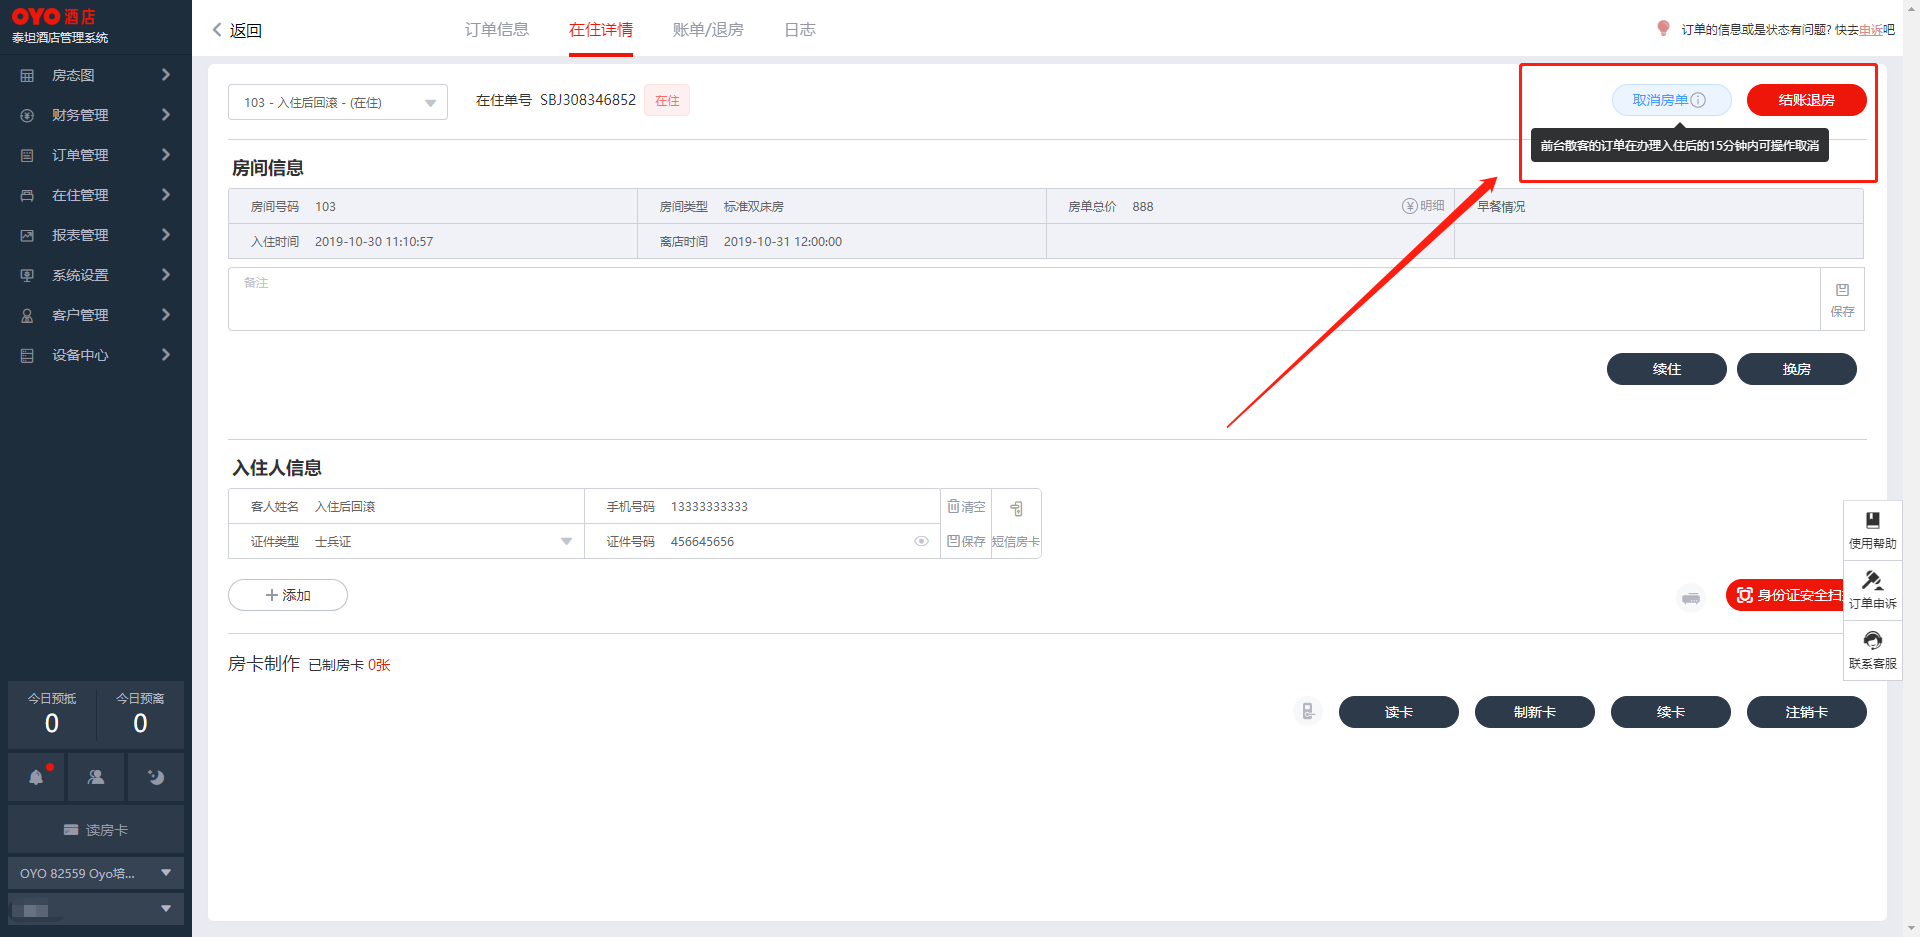 OYO 酒店
泰坦酒店管理系统
房态图
财务管理
订单管理
在住管理
报表管理
系统设置
客户管理
设备中心
今日预抵
0
今日预离
0
读房卡
OYO 82559 Oyo培...
返回
订单信息
在住详情
账单/退房
日志
订单的信息或是状态有问题? 快去申诉吧
103 - 入住后回滚 - (在住)
在住单号 SBJ308346852
在住
取消房单
结账退房
前台散客的订单在办理入住后的15分钟内可操作取消
房间信息
房间号码 103
房间类型 标准双床房
房单总价 888
明细
早餐情况
入住时间 2019-10-30 11:10:57
离店时间 2019-10-31 12:00:00
备注
保存
续住
换房
入住人信息
客人姓名 入住后回滚
手机号码 13333333333
清空
证件类型 士兵证
证件号码 456645656
保存
短信房卡
添加
身份证安全扫
使用帮助
订单申诉
联系客服
房卡制作 已制房卡 0张
读卡
制新卡
续卡
注销卡